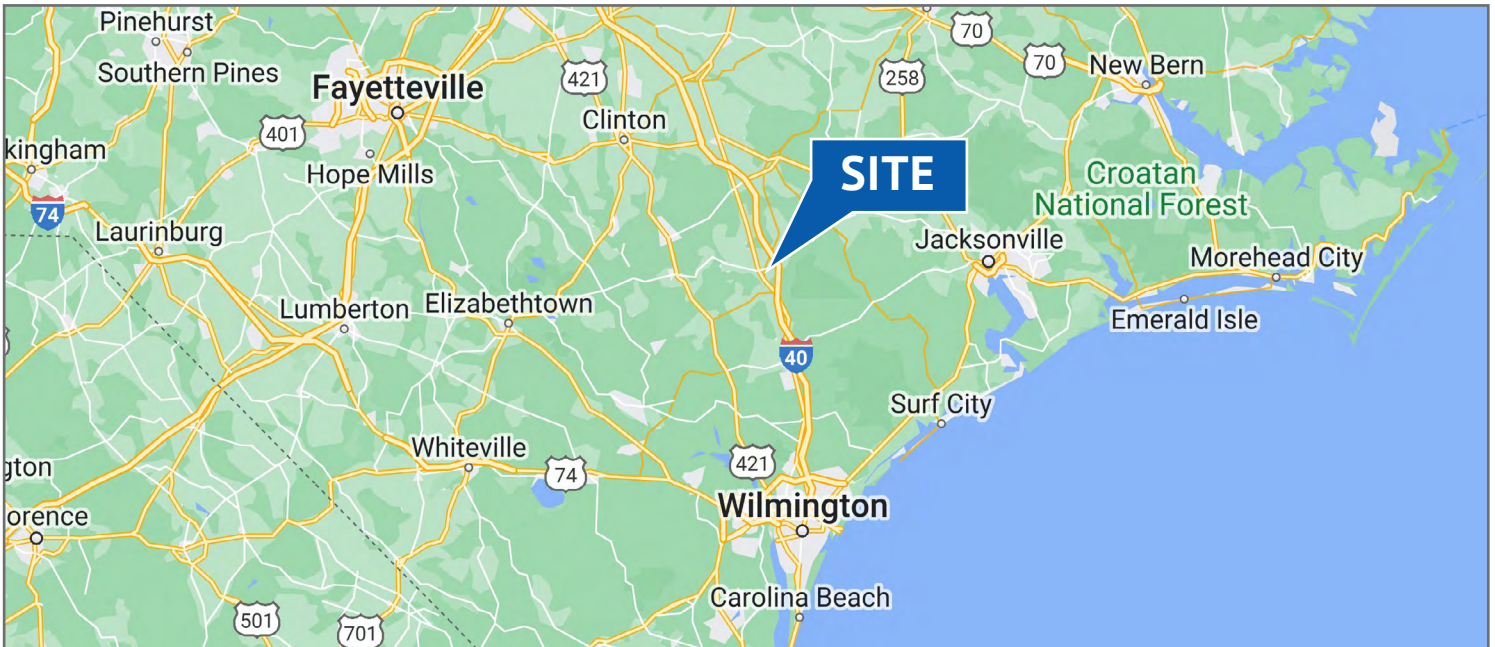 Pinehurst
70
70
New Bern
Southern Pines
421
258
Fayetteville
Clinton
401
kingham
Hope Mills
SITE
Croatan
National Forest
74
Laurinburg
Jacksonville
Morehead City
Lumberton
Elizabethtown
Emerald Isle
40
Surf City
Whiteville
gton
74
421
Wilmington
orence
Carolina Beach
501
701